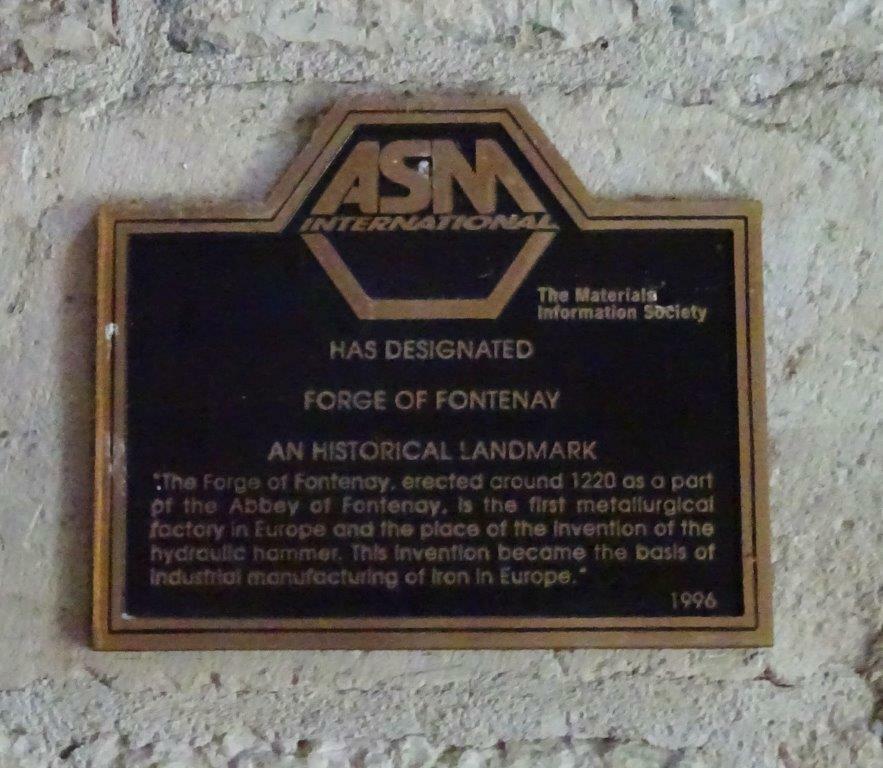 ASM
INTERNATIONAL
The Materials
Information Society
HAS DESIGNATED
FORGE OF FONTENAY
AN HISTORICAL LANDMARK
"The Forge of Fontenay, erected around 1220 as a part
of the Abbey of Fontenay, is the first metallurgical
factory in Europe and the place of the invention of the
hydraulic hammer. This invention became the basis of
industrial manufacturing of iron in Europe."
1996